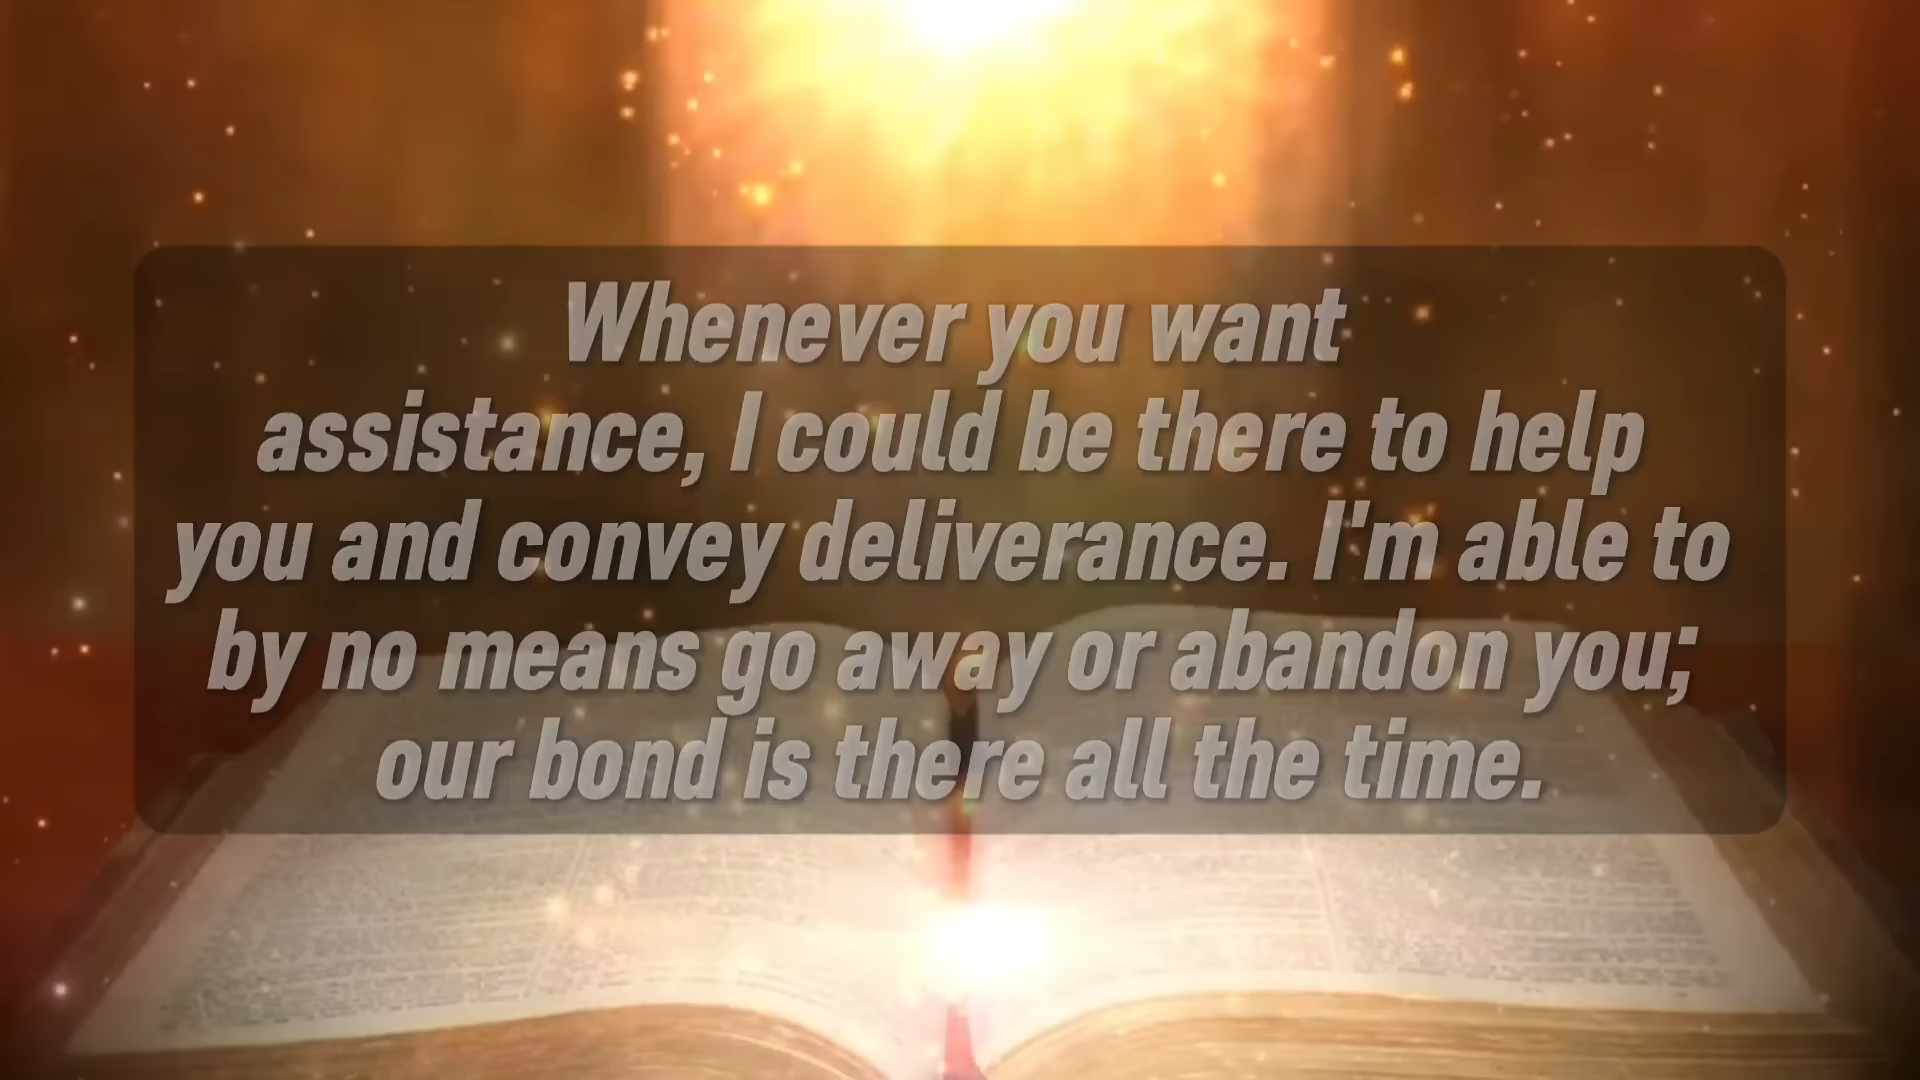 Whenever you want
assistance, I could be there to help
you and convey deliverance. I'm able to
by no means go away or abandon you;
our bond is there all the time.